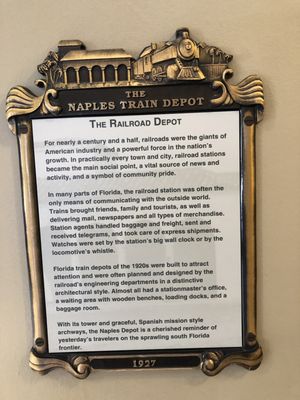 THE
NAPLES TRAIN DEPOT
THE RAILROAD DEPOT
For nearly a century and a half, railroads were the giants of
American industry and a powerful force in the nation's
growth. In practically every town and city, railroad stations
became the main social point, a vital source of news and
activity, and a symbol of community pride.
In many parts of Florida, the railroad station was often the
only means of communicating with the outside world.
Trains brought friends, family and tourists, as well as
delivering mail, newspapers and all types of merchandise.
Station agents handled baggage and freight, sent and
received telegrams, and took care of express shipments.
Watches were set by the station's big wall clock or by the
locomotive's whistle.
Florida train depots of the 1920s were built to attract
attention and were often planned and designed by the
railroad's engineering departments in a distinctive
architectural style. Almost all had a stationmaster's office,
a waiting area with wooden benches, loading docks, and a
baggage room.
With its tower and graceful, Spanish mission style
archways, the Naples Depot is a cherished reminder of
yesterday's travelers on the sprawling south Florida
frontier.
1927